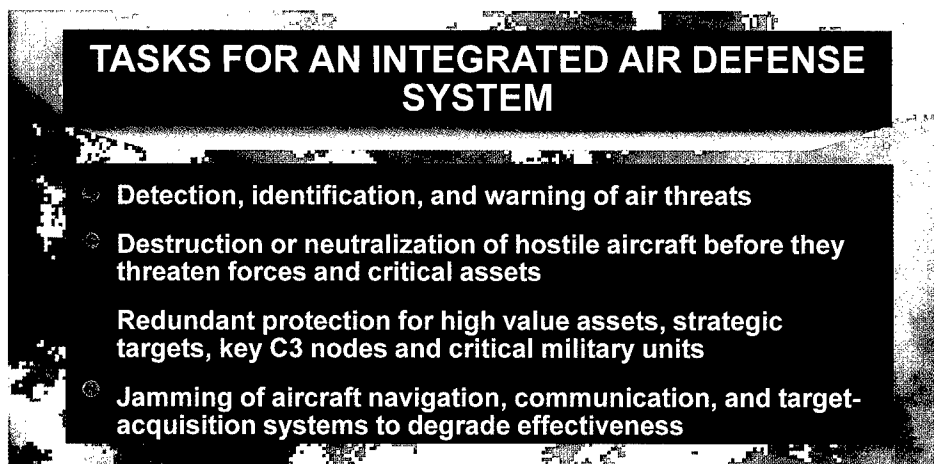 TASKS FOR AN INTEGRATED AIR DEFENSE
SYSTEM
Detection, identification, and warning of air threats
Destruction or neutralization of hostile aircraft before they
threaten forces and critical assets
Redundant protection for high value assets, strategic
targets, key C3 nodes and critical military units
Jamming of aircraft navigation, communication, and target-
acquisition systems to degrade effectiveness